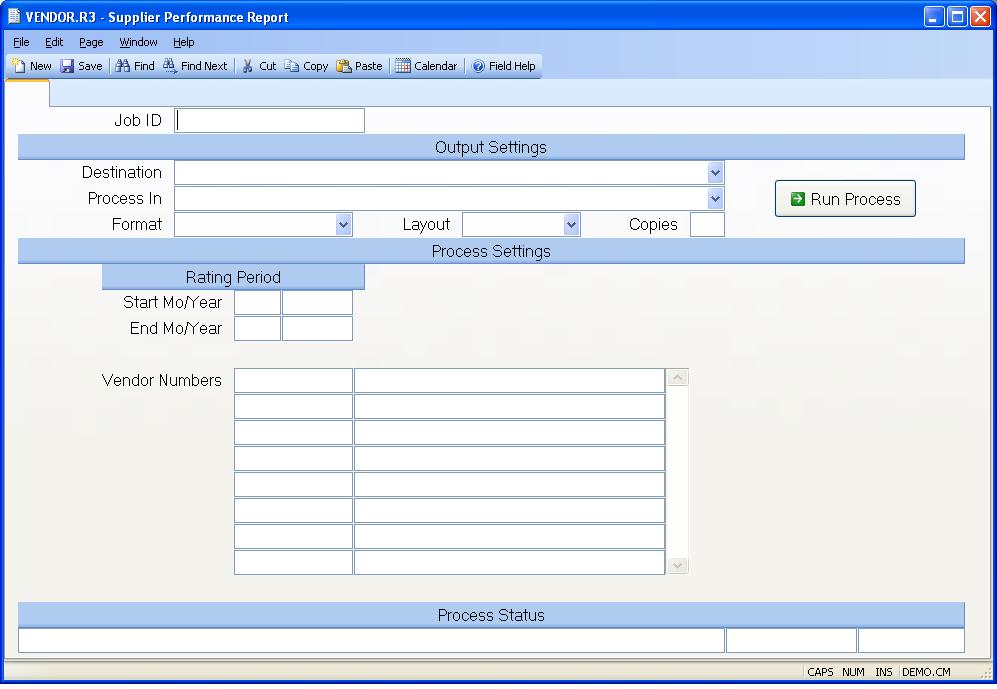 VENDOR.R3 - Supplier Performance Report
File Edit Page Window Help
New Save Find Find Next Cut Copy Paste Calendar Field Help
Job ID
Output Settings
Destination
Process In
Run Process
Format Layout Copies
Process Settings
Rating Period
Start Mo/Year
End Mo/Year
Vendor Numbers
Process Status
CAPS NUM INS DEMO.CM